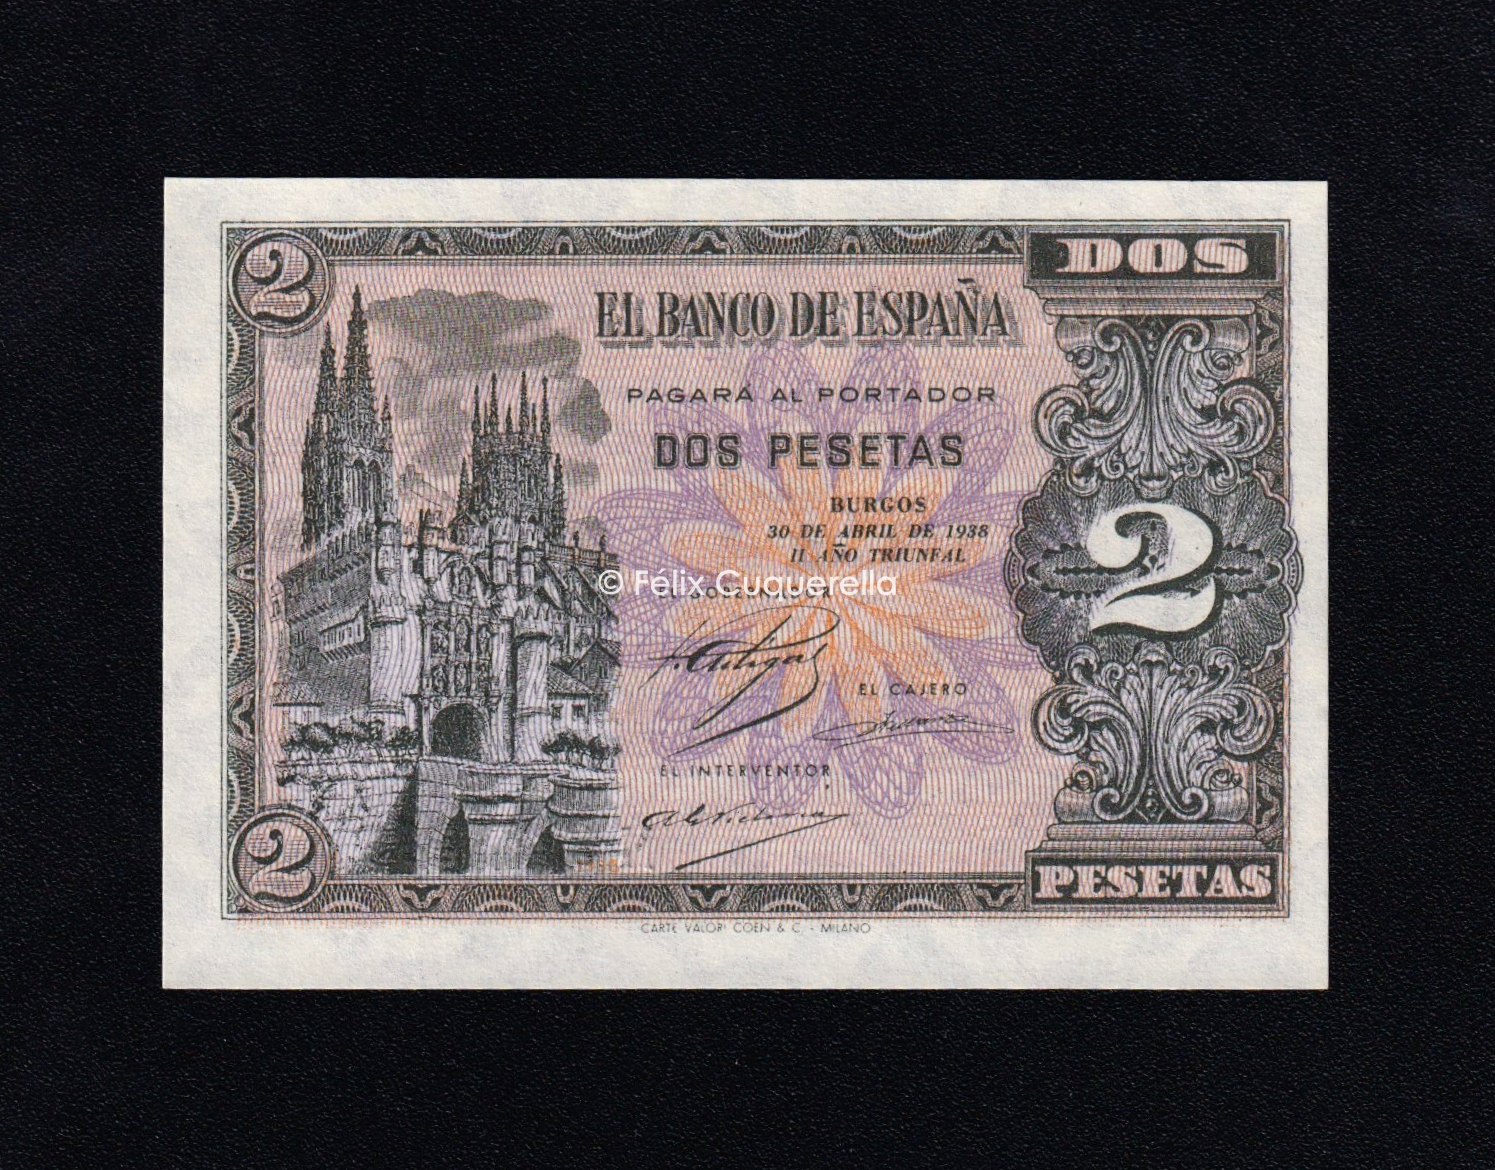 2
DOS
EL BANCO DE ESPAÑA
PAGARÁ AL PORTADOR
DOS PESETAS
BURGOS
30 DE ABRIL DE 1938
II AÑO TRIUNFAL
© Félix Cuquerella
2
EL CAJERO
EL INTERVENTOR,
2
PESETAS
CARTE VALORI COEN & C. - MILANO